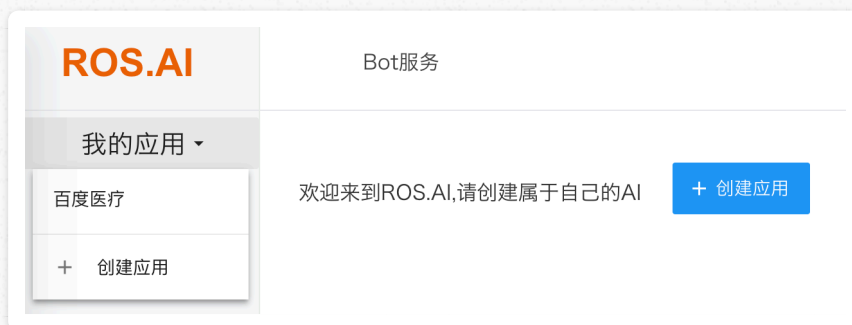 ROS.AI
Bot服务
我的应用
百度医疗
+ 创建应用
欢迎来到ROS.AI,请创建属于自己的AI
+ 创建应用